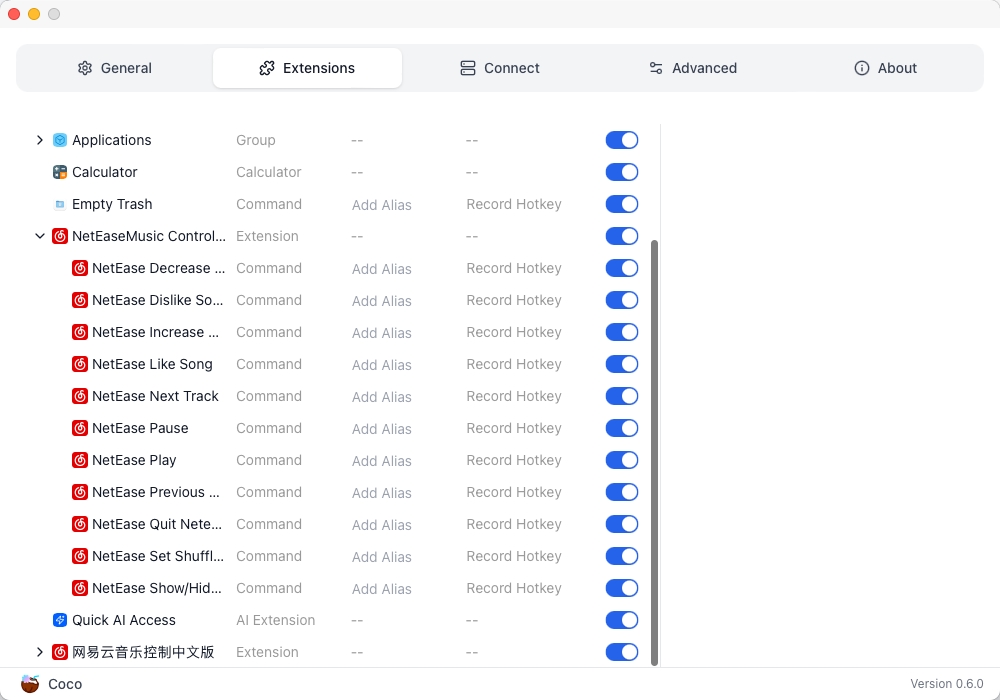 General Extensions Connect Advanced About
Applications Group -- --
Calculator Calculator -- --
Empty Trash Command Add Alias Record Hotkey
NetEaseMusic Control... Extension -- --
NetEase Decrease ... Command Add Alias Record Hotkey
NetEase Dislike So... Command Add Alias Record Hotkey
NetEase Increase ... Command Add Alias Record Hotkey
NetEase Like Song Command Add Alias Record Hotkey
NetEase Next Track Command Add Alias Record Hotkey
NetEase Pause Command Add Alias Record Hotkey
NetEase Play Command Add Alias Record Hotkey
NetEase Previous ... Command Add Alias Record Hotkey
NetEase Quit Nete... Command Add Alias Record Hotkey
NetEase Set Shuffl... Command Add Alias Record Hotkey
NetEase Show/Hid... Command Add Alias Record Hotkey
Quick AI Access AI Extension -- --
网易云音乐控制中文版 Extension -- --
Coco Version 0.6.0